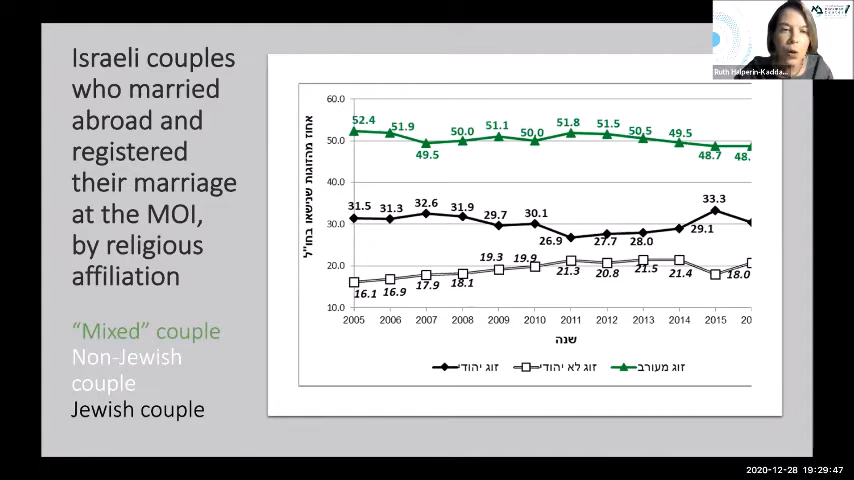 Israeli couples
who married
abroad and
registered
their marriage
at the MOI,
by religious
affiliation
"Mixed" couple
Non-Jewish
couple
Jewish couple
אחוז מהזוגות שנישאו בחו"ל
60.0
50.0
40.0
30.0
20.0
10.0
52.4 51.9 49.5 50.0 51.1 50.0 51.8 51.5 50.5 49.5 48.7 48.
31.5 31.3 32.6 31.9 29.7 30.1 26.9 27.7 28.0 29.1 33.3
16.1 16.9 17.9 18.1 19.3 19.9 21.3 20.8 21.5 21.4 18.0
2005 2006 2007 2008 2009 2010 2011 2012 2013 2014 2015 20
שנה
זוג יהודי זוג לא יהודי זוג מעורב
Ruth Halperin-Kadda...
2020-12-28 19:29:47